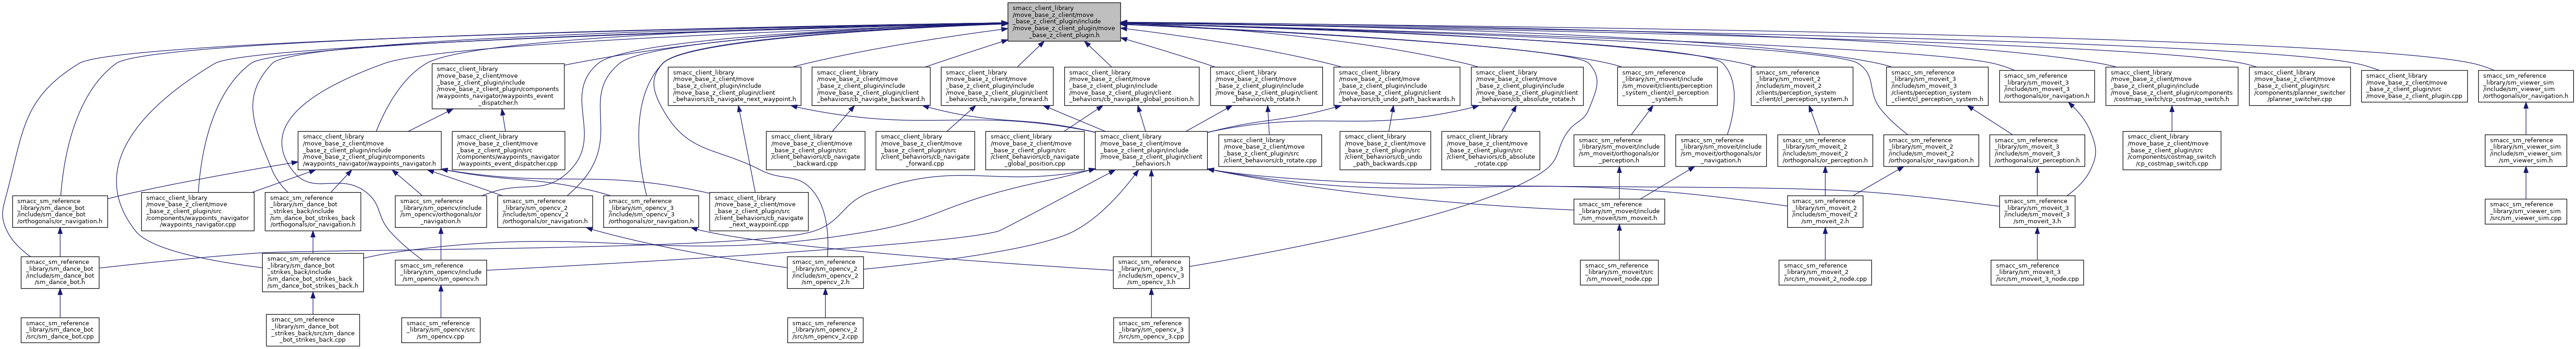 smacc_client_library
/move_base_z_client/move
_base_z_client_plugin/include
/move_base_z_client_plugin/move
_base_z_client_plugin.h
smacc_client_library
/move_base_z_client/move
_base_z_client_plugin/include
/move_base_z_client_plugin/components
/waypoints_navigator/waypoints_event
_dispatcher.h
smacc_client_library
/move_base_z_client/move
_base_z_client_plugin/include
/move_base_z_client_plugin/client
_behaviors/cb_navigate_next_waypoint.h
smacc_client_library
/move_base_z_client/move
_base_z_client_plugin/include
/move_base_z_client_plugin/client
_behaviors/cb_navigate_backward.h
smacc_client_library
/move_base_z_client/move
_base_z_client_plugin/include
/move_base_z_client_plugin/client
_behaviors/cb_navigate_forward.h
smacc_client_library
/move_base_z_client/move
_base_z_client_plugin/include
/move_base_z_client_plugin/client
_behaviors/cb_navigate_global_position.h
smacc_client_library
/move_base_z_client/move
_base_z_client_plugin/include
/move_base_z_client_plugin/client
_behaviors/cb_rotate.h
smacc_client_library
/move_base_z_client/move
_base_z_client_plugin/include
/move_base_z_client_plugin/client
_behaviors/cb_undo_path_backwards.h
smacc_client_library
/move_base_z_client/move
_base_z_client_plugin/include
/move_base_z_client_plugin/client
_behaviors/cb_absolute_rotate.h
smacc_sm_reference
_library/sm_moveit/include
/sm_moveit/clients/perception
_system_client/cl_perception
_system.h
smacc_sm_reference
_library/sm_moveit_2
/include/sm_moveit_2
/clients/perception_system
_client/cl_perception_system.h
smacc_sm_reference
_library/sm_moveit_3
/include/sm_moveit_3
/clients/perception_system
_client/cl_perception_system.h
smacc_sm_reference
_library/sm_moveit_3
/include/sm_moveit_3
/orthogonals/or_navigation.h
smacc_client_library
/move_base_z_client/move
_base_z_client_plugin/include
/move_base_z_client_plugin/components
/costmap_switch/cp_costmap_switch.h
smacc_client_library
/move_base_z_client/move
_base_z_client_plugin/src
/components/planner_switcher
/planner_switcher.cpp
smacc_client_library
/move_base_z_client/move
_base_z_client_plugin/src
/move_base_z_client_plugin.cpp
smacc_sm_reference
_library/sm_viewer_sim
/include/sm_viewer_sim
/orthogonals/or_navigation.h
smacc_client_library
/move_base_z_client/move
_base_z_client_plugin/include
/move_base_z_client_plugin/components
/waypoints_navigator/waypoints_navigator.h
smacc_client_library
/move_base_z_client/move
_base_z_client_plugin/src
/components/waypoints_navigator
/waypoints_event_dispatcher.cpp
smacc_client_library
/move_base_z_client/move
_base_z_client_plugin/src
/client_behaviors/cb_navigate
_backward.cpp
smacc_client_library
/move_base_z_client/move
_base_z_client_plugin/src
/client_behaviors/cb_navigate
_forward.cpp
smacc_client_library
/move_base_z_client/move
_base_z_client_plugin/src
/client_behaviors/cb_navigate
_global_position.cpp
smacc_client_library
/move_base_z_client/move
_base_z_client_plugin
_include
/move_base_z_client_plugin/client
_behaviors.h
smacc_client_library
/move_base_z_client/move
_base_z_client_plugin/src
/client_behaviors/cb_rotate.cpp
smacc_client_library
/move_base_z_client/move
_base_z_client_plugin/src
/client_behaviors/cb_undo
_path_backwards.cpp
smacc_client_library
/move_base_z_client/move
_base_z_client_plugin/src
/client_behaviors/cb_absolute
_rotate.cpp
smacc_sm_reference
_library/sm_moveit/include
/sm_moveit/orthogonals/or
_perception.h
smacc_sm_reference
_library/sm_moveit/include
/sm_moveit/orthogonals/or
_navigation.h
smacc_sm_reference
_library/sm_moveit_2
/include/sm_moveit_2
/orthogonals/or_perception.h
smacc_sm_reference
_library/sm_moveit_2
/include/sm_moveit_2
/orthogonals/or_navigation.h
smacc_sm_reference
_library/sm_moveit_3
/include/sm_moveit_3
/orthogonals/or_perception.h
smacc_client_library
/move_base_z_client/move
_base_z_client_plugin/src
/components/costmap_switch
/cp_costmap_switch.cpp
smacc_sm_reference
_library/sm_viewer_sim
/include/sm_viewer_sim
/sm_viewer_sim.h
smacc_sm_reference
_library/sm_dance_bot
/include/sm_dance_bot
/orthogonals/or_navigation.h
smacc_client_library
/move_base_z_client/move
_base_z_client_plugin/src
/components/waypoints_navigator
/waypoints_navigator.cpp
smacc_sm_reference
_library/sm_dance_bot
_strikes_back/include
/sm_dance_bot_strikes_back
/orthogonals/or_navigation.h
smacc_sm_reference
_library/sm_opencv/include
/sm_opencv/orthogonals/or
_navigation.h
smacc_sm_reference
_library/sm_opencv_2
/include/sm_opencv_2
/orthogonals/or_navigation.h
smacc_sm_reference
_library/sm_opencv_3
/include/sm_opencv_3
/orthogonals/or_navigation.h
smacc_client_library
/move_base_z_client/move
_base_z_client_plugin/src
/client_behaviors/cb_navigate
_next_waypoint.cpp
smacc_sm_reference
_library/sm_moveit/include
/sm_moveit/sm_moveit.h
smacc_sm_reference
_library/sm_moveit_2
/include/sm_moveit_2
/sm_moveit_2.h
smacc_sm_reference
_library/sm_moveit_3
/include/sm_moveit_3
/sm_moveit_3.h
smacc_sm_reference
_library/sm_viewer_sim
/src/sm_viewer_sim.cpp
smacc_sm_reference
_library/sm_dance_bot
/include/sm_dance_bot
/sm_dance_bot.h
smacc_sm_reference
_library/sm_dance_bot
_strikes_back/include
/sm_dance_bot_strikes_back
/sm_dance_bot_strikes_back.h
smacc_sm_reference
_library/sm_opencv/include
/sm_opencv/sm_opencv.h
smacc_sm_reference
_library/sm_opencv_2
/include/sm_opencv_2
/sm_opencv_2.h
smacc_sm_reference
_library/sm_opencv_3
/include/sm_opencv_3
/sm_opencv_3.h
smacc_sm_reference
_library/sm_moveit/src
/sm_moveit_node.cpp
smacc_sm_reference
_library/sm_moveit_2
/src/sm_moveit_2_node.cpp
smacc_sm_reference
_library/sm_moveit_3
/src/sm_moveit_3_node.cpp
smacc_sm_reference
_library/sm_dance_bot
/src/sm_dance_bot.cpp
smacc_sm_reference
_library/sm_dance_bot
_strikes_back/src/sm_dance
_bot_strikes_back.cpp
smacc_sm_reference
_library/sm_opencv/src
/sm_opencv.cpp
smacc_sm_reference
_library/sm_opencv_2
/src/sm_opencv_2.cpp
smacc_sm_reference
_library/sm_opencv_3
/src/sm_opencv_3.cpp